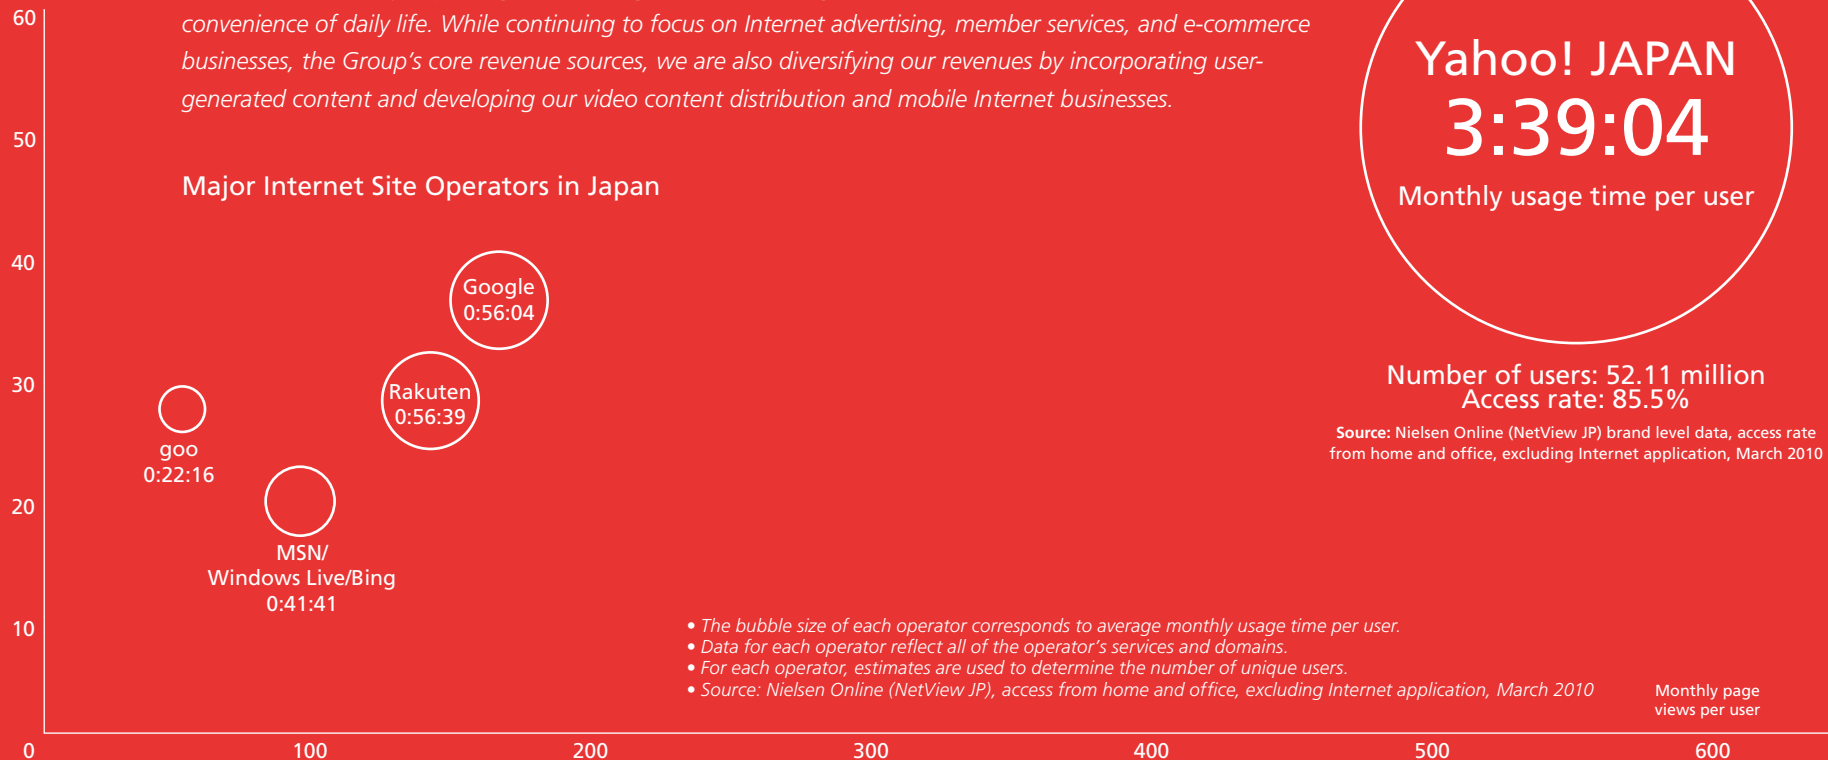 convenience of daily life. While continuing to focus on Internet advertising, member services, and e-commerce
businesses, the Group’s core revenue sources, we are also diversifying our revenues by incorporating user-
generated content and developing our video content distribution and mobile Internet businesses.
Major Internet Site Operators in Japan
Yahoo! JAPAN
3:39:04
Monthly usage time per user
Number of users: 52.11 million
Access rate: 85.5%
Source: Nielsen Online (NetView JP) brand level data, access rate
from home and office, excluding Internet application, March 2010
Google
0:56:04
Rakuten
0:56:39
goo
0:22:16
MSN/
Windows Live/Bing
0:41:41
• The bubble size of each operator corresponds to average monthly usage time per user.
• Data for each operator reflect all of the operator’s services and domains.
• For each operator, estimates are used to determine the number of unique users.
• Source: Nielsen Online (NetView JP), access from home and office, excluding Internet application, March 2010
Monthly page
views per user
60
50
40
30
20
10
0 100 200 300 400 500 600